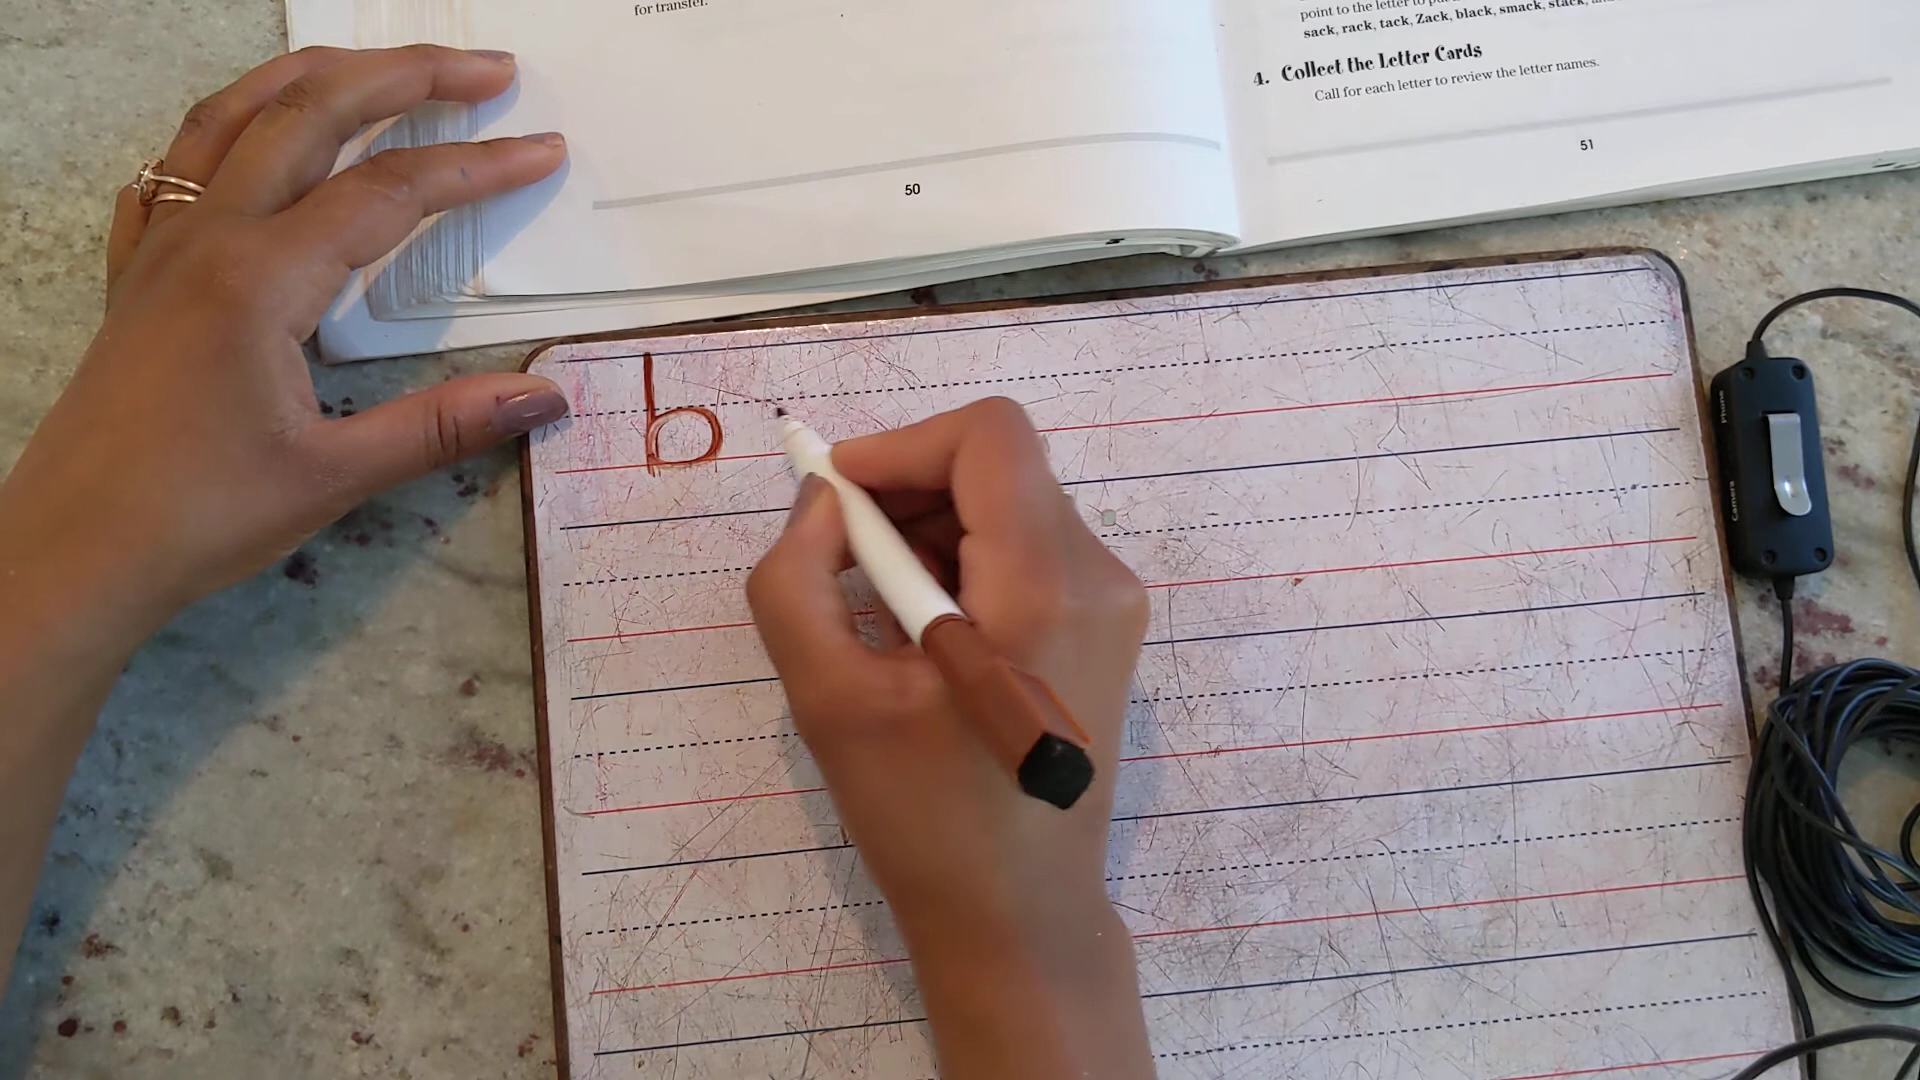 for transfer.
50
point to the letter to
sack, rack, tack, Zack, black, smack, stack,
4. Collect the Letter Cards
Call for each letter to review the letter names.
51
b
Phone
Camera